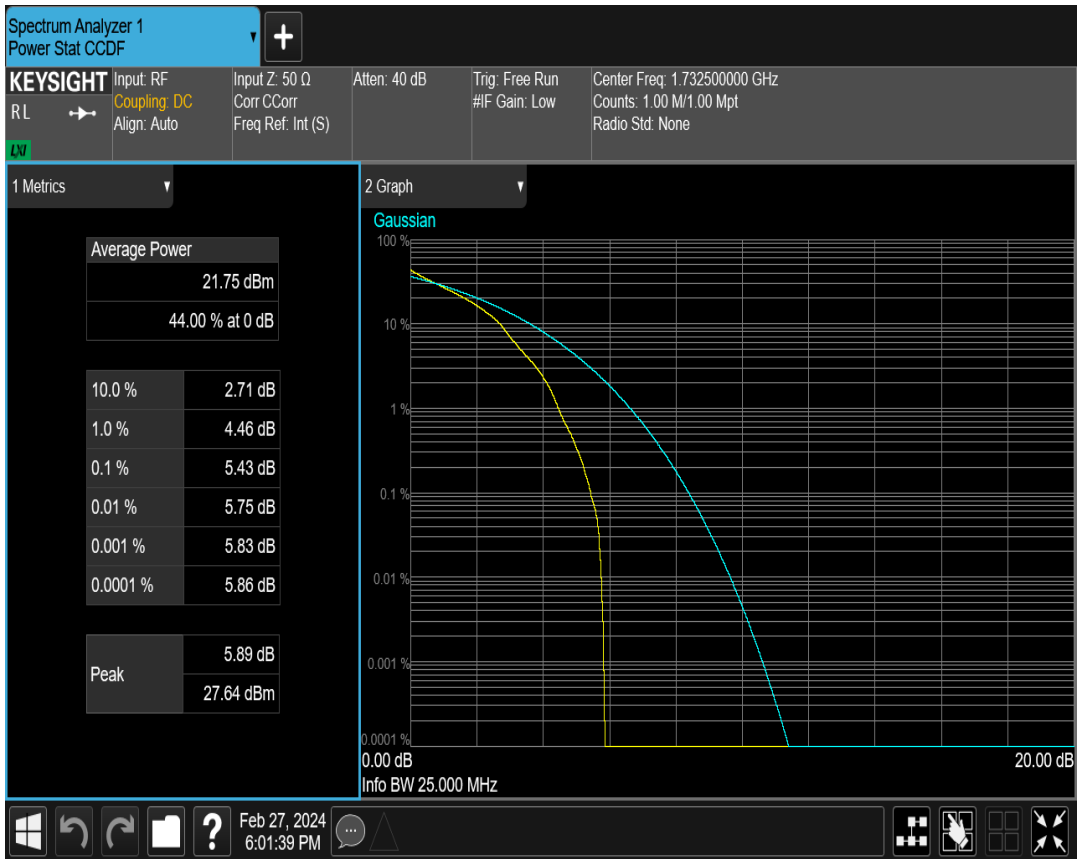 Spectrum Analyzer 1
Power Stat CCDF
+
KEYSIGHT
RL
LXI
Input: RF
Coupling: DC
Align: Auto
Input Z: 50 Ω
Corr CCorr
Freq Ref: Int (S)
Atten: 40 dB
Trig: Free Run
#IF Gain: Low
Center Freq: 1.732500000 GHz
Counts: 1.00 M/1.00 Mpt
Radio Std: None
1 Metrics
Average Power
21.75 dBm
44.00 % at 0 dB
10.0 % 2.71 dB
1.0 % 4.46 dB
0.1 % 5.43 dB
0.01 % 5.75 dB
0.001 % 5.83 dB
0.0001 % 5.86 dB
Peak
5.89 dB
27.64 dBm
2 Graph
Gaussian
100 %
10 %
1 %
0.1 %
0.01 %
0.001 %
0.0001 %
0.00 dB 20.00 dB
Info BW 25.000 MHz
?
Feb 27, 2024
6:01:39 PM